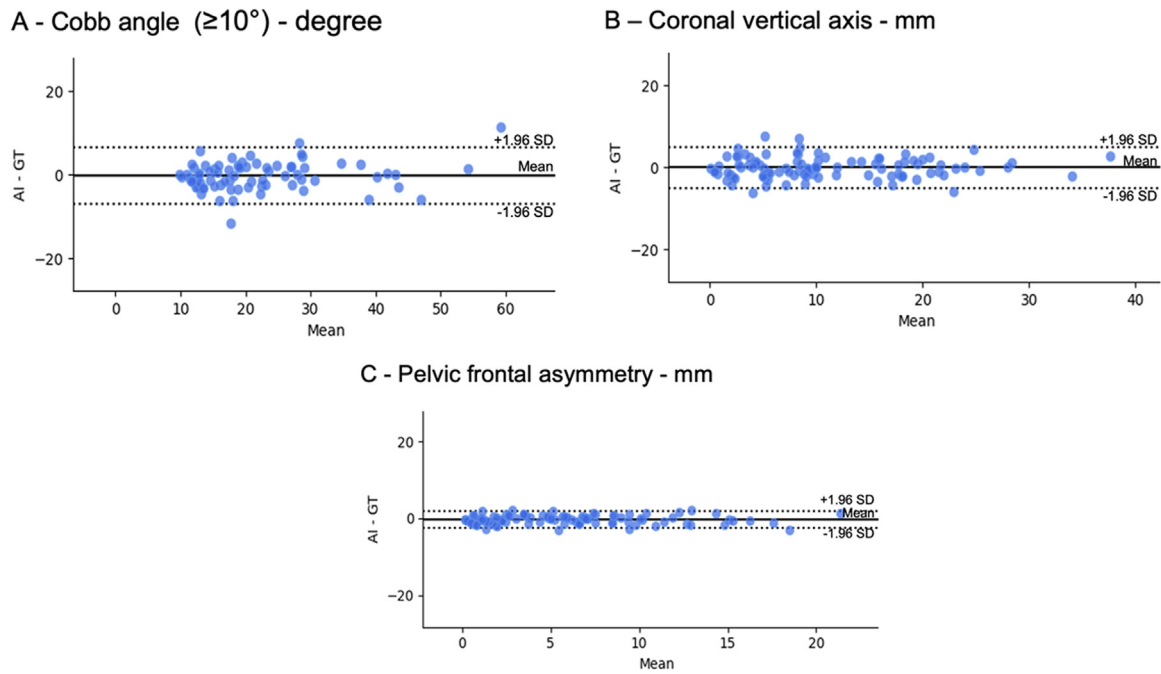 A - Cobb angle (≥10°) - degree
20
0
−20
AI - GT
+1.96 SD
Mean
-1.96 SD
0 10 20 30 40 50 60
Mean
B – Coronal vertical axis - mm
20
0
−20
AI - GT
+1.96 SD
Mean
-1.96 SD
0 10 20 30 40
Mean
C - Pelvic frontal asymmetry - mm
20
0
−20
AI - GT
+1.96 SD
Mean
-1.96 SD
0 5 10 15 20
Mean